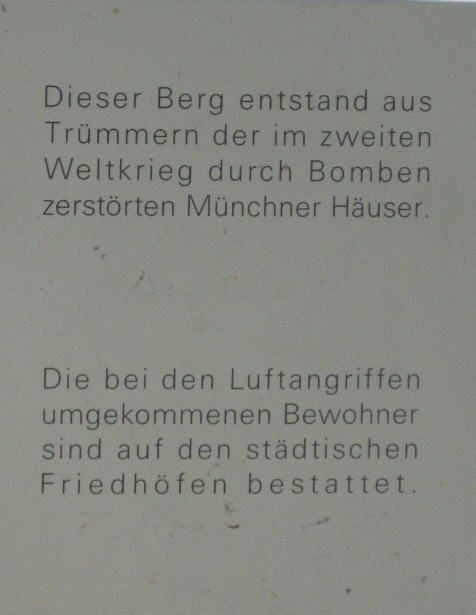 Dieser Berg entstand aus
Trümmern der im zweiten
Weltkrieg durch Bomben
zerstörten Münchner Häuser.
Die bei den Luftangriffen
umgekommenen Bewohner
sind auf den städtischen
Friedhöfen bestattet.